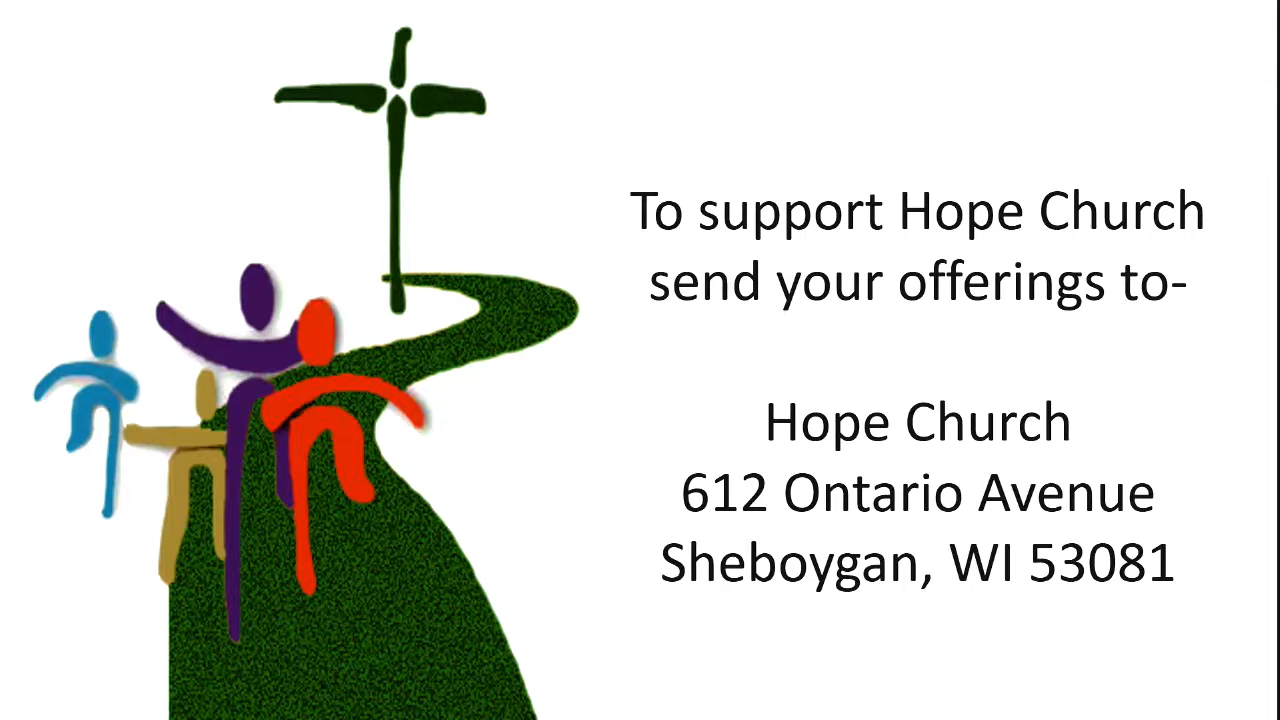 To support Hope Church
send your offerings to-
Hope Church
612 Ontario Avenue
Sheboygan, WI 53081